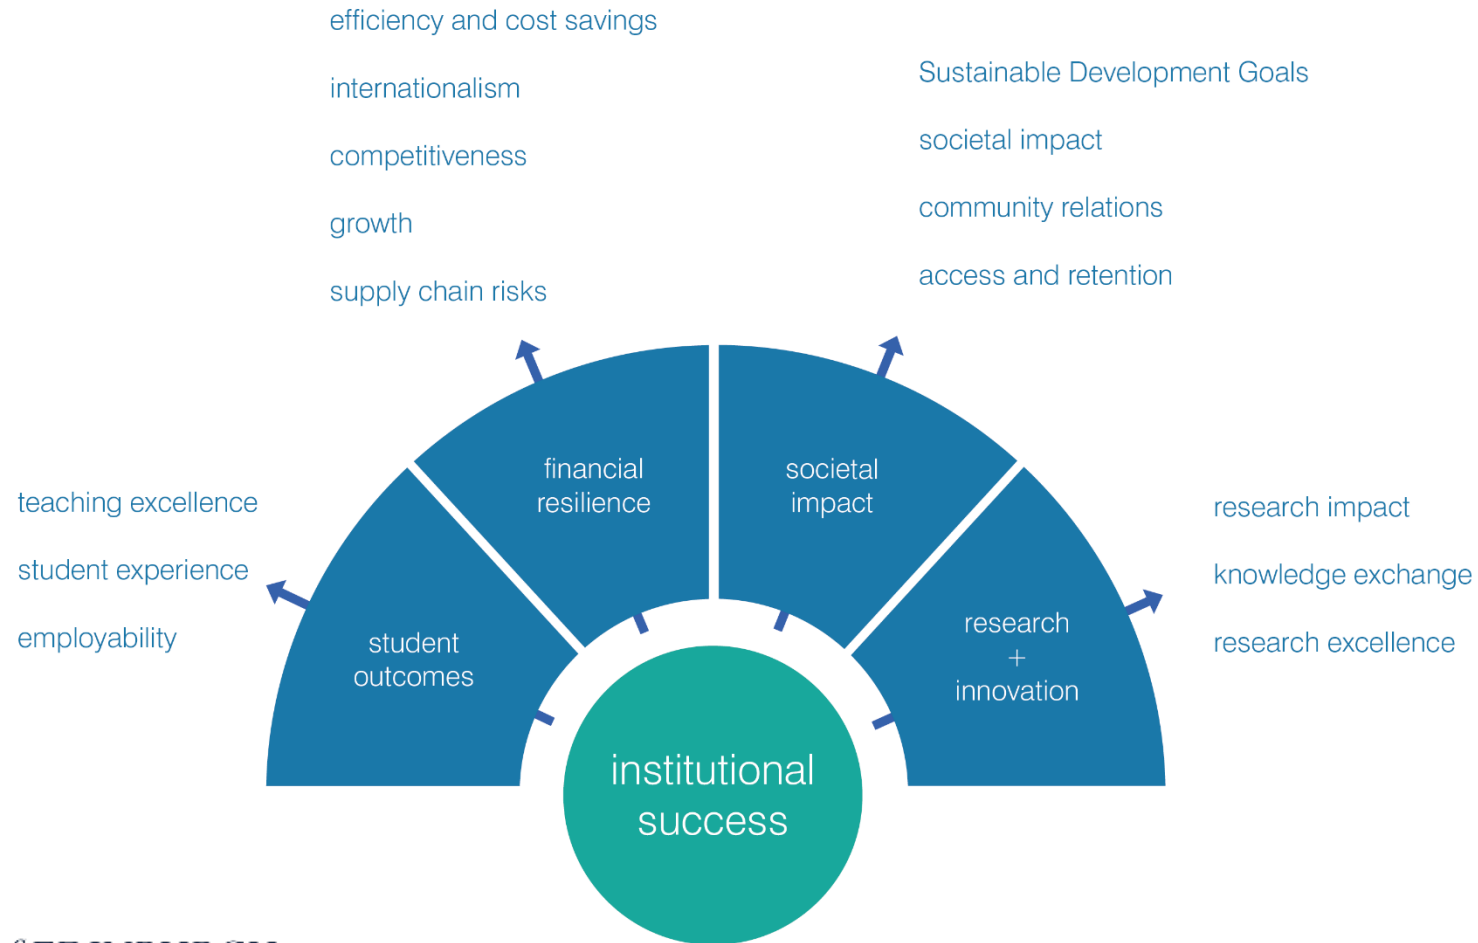 efficiency and cost savings
internationalism
competitiveness
growth
supply chain risks
Sustainable Development Goals
societal impact
community relations
access and retention
teaching excellence
student experience
employability
student
outcomes
financial
resilience
societal
impact
research
+
innovation
research impact
knowledge exchange
research excellence
institutional
success